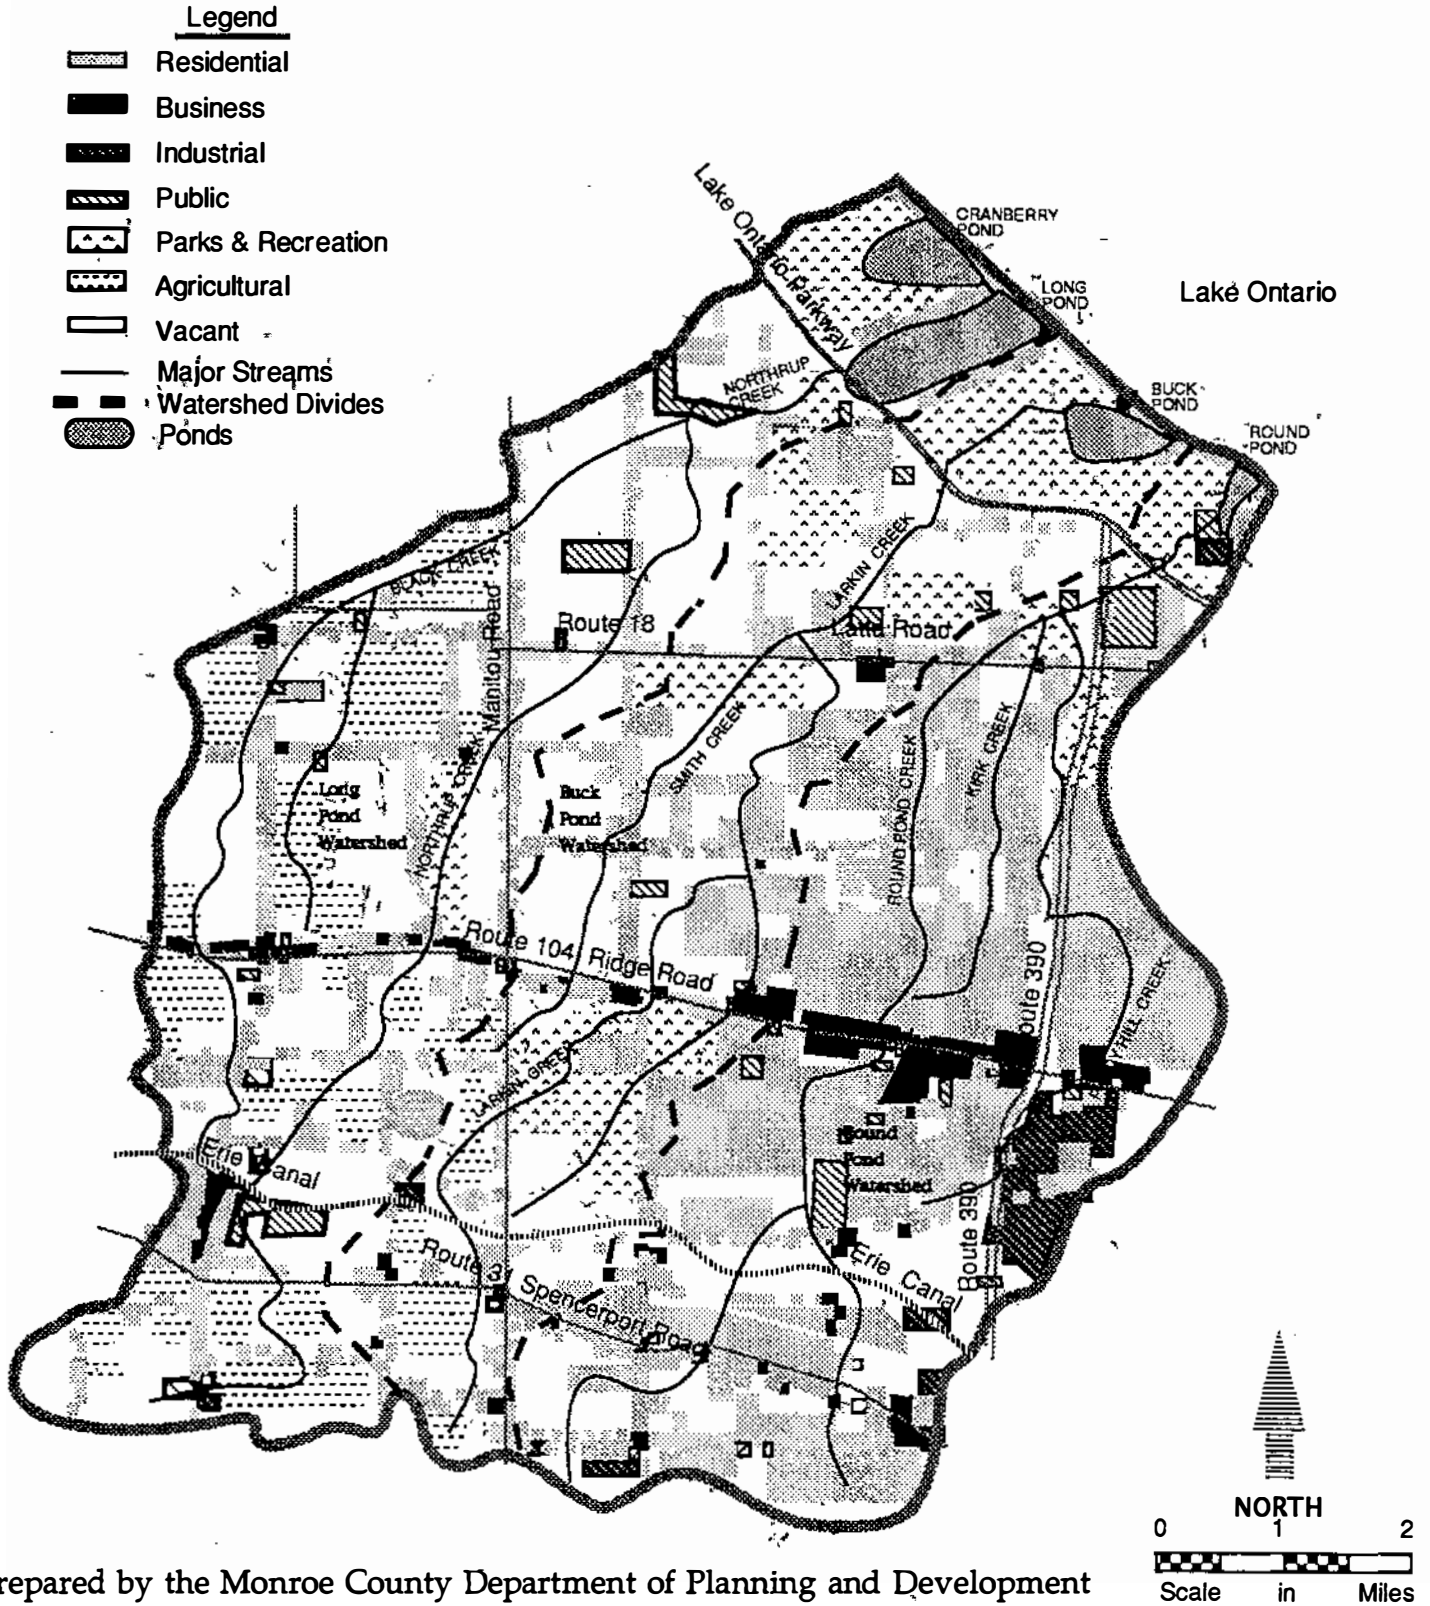 Legend
Residential
Business
Industrial
Public
Parks & Recreation
Agricultural
Vacant
Major Streams
Watershed Divides
Ponds
Lake Ontario Parkway
CRANBERRY
POND
LONG
POND
Lake Ontario
BUCK
POND
ROUND
POND
NORTHRUP
CREEK
BLACK CREEK
LARKIN CREEK
Manitou Road
Route 18
Latta Road
SMITH CREEK
NORTHRUP CREEK
ROUND POND CREEK
KIRK CREEK
Long
Pond
Watershed
Buck
Pond
Watershed
Route 104, Ridge Road
Route 390
HILL CREEK
LARKIN CREEK
Round
Pond
Watershed
Erie Canal
Route 31
Spencerport Road
Erie Canal
Route 390
NORTH
0 1 2
Scale in Miles
repared by the Monroe County Department of Planning and Development